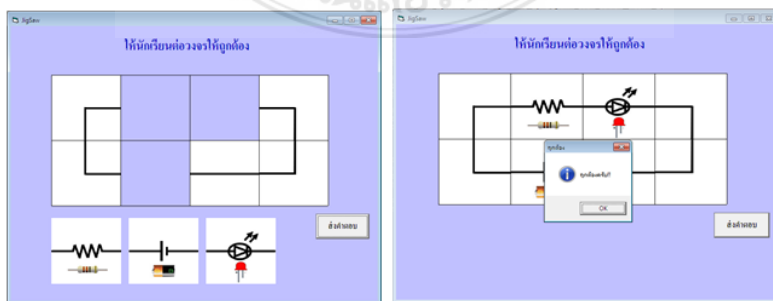 JigSaw
ให้นักเรียนต่อวงจรให้ถูกต้อง
ส่งคำตอบ
JigSaw
ให้นักเรียนต่อวงจรให้ถูกต้อง
ถูกต้อง
ถูกต้องครับ!!
OK
ส่งคำตอบ